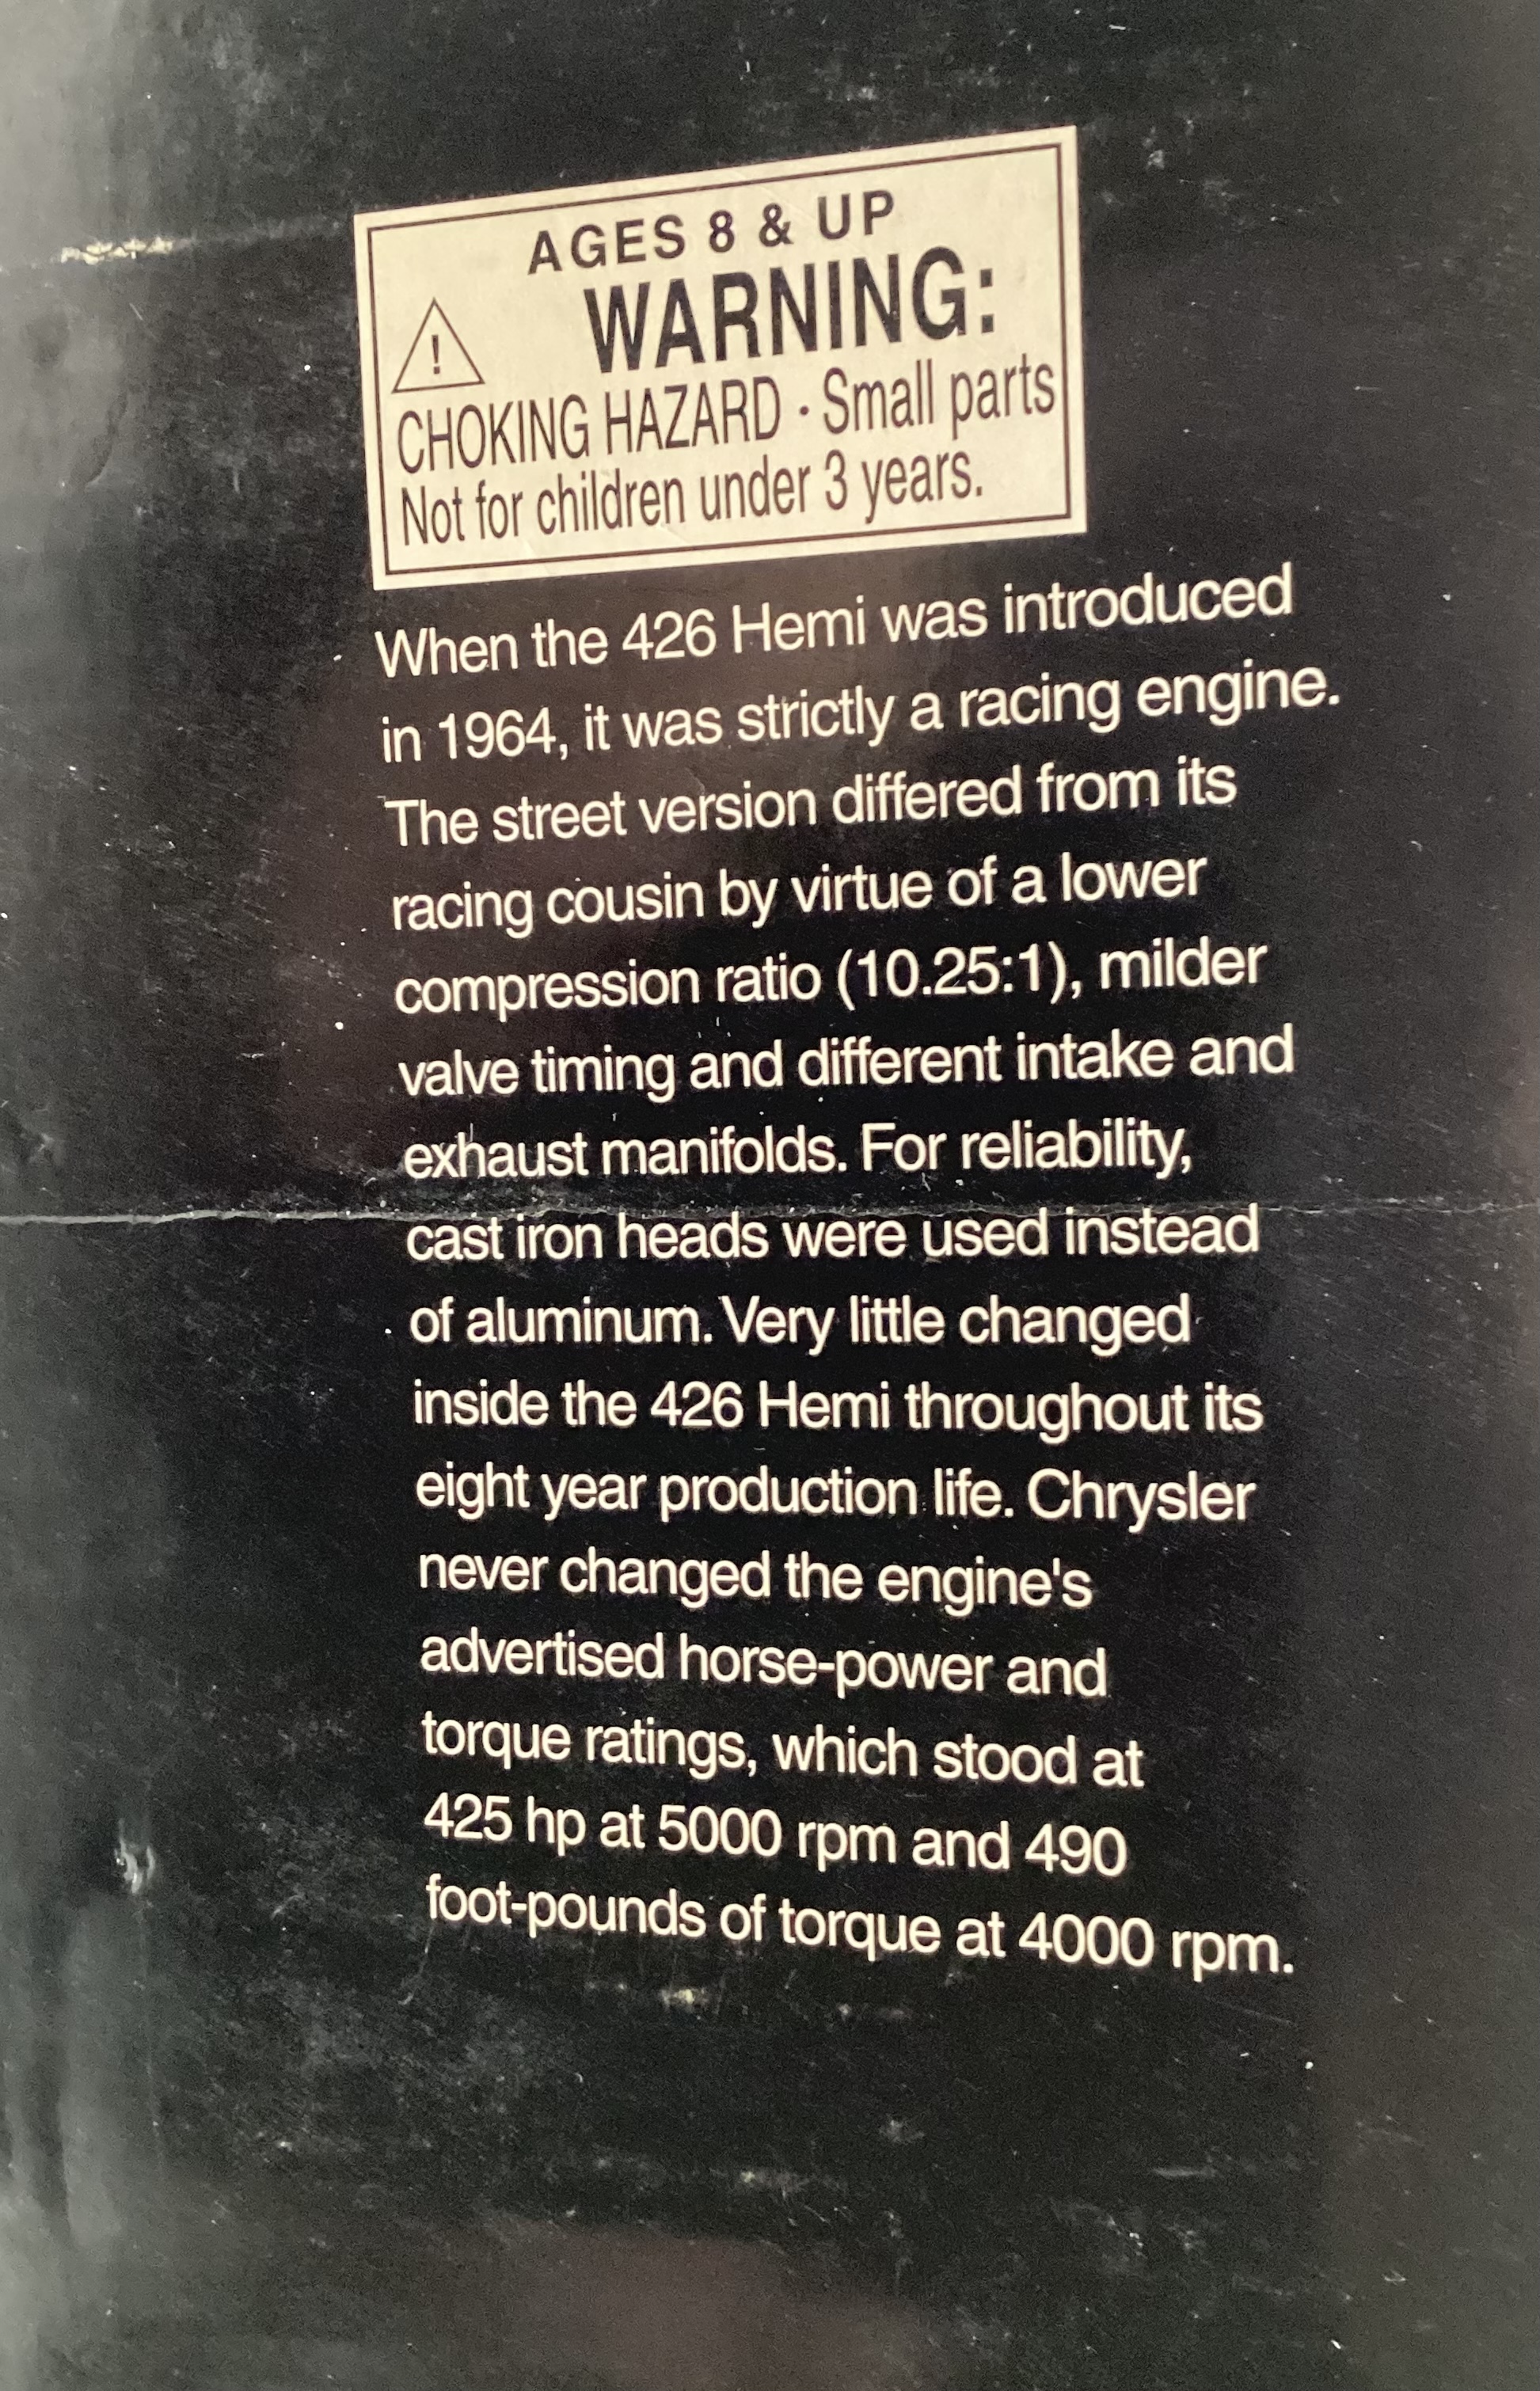 AGES 8 & UP
! WARNING:
CHOKING HAZARD · Small parts
Not for children under 3 years.
When the 426 Hemi was introduced
in 1964, it was strictly a racing engine.
The street version differed from its
racing cousin by virtue of a lower
compression ratio (10.25:1), milder
valve timing and different intake and
exhaust manifolds. For reliability,
cast iron heads were used instead
of aluminum. Very little changed
inside the 426 Hemi throughout its
eight year production life. Chrysler
never changed the engine's
advertised horse-power and
torque ratings, which stood at
425 hp at 5000 rpm and 490
foot-pounds of torque at 4000 rpm.